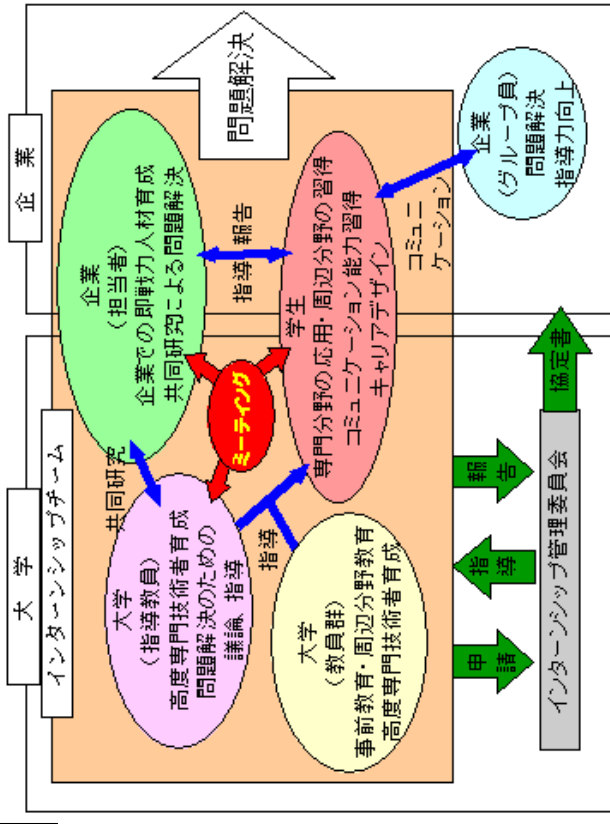 大学
企業
インターンシップチーム
共同研究
大学
(指導教員)
高度専門技術者育成
問題解決のための
議論、指導
企業
(担当者)
企業での即戦力人材育成
共同研究による問題解決
ミーティング
指導
報告
問題解決
指導
大学
(教員群)
事前教育・周辺分野教育
高度専門技術者育成
学生
専門分野の応用・周辺分野の習得
コミュニケーション能力習得
キャリアデザイン
コミュニ
ケーション
企業
(グループ員)
問題解決
指導力向上
申請
指導
報告
インターンシップ管理委員会
協定書